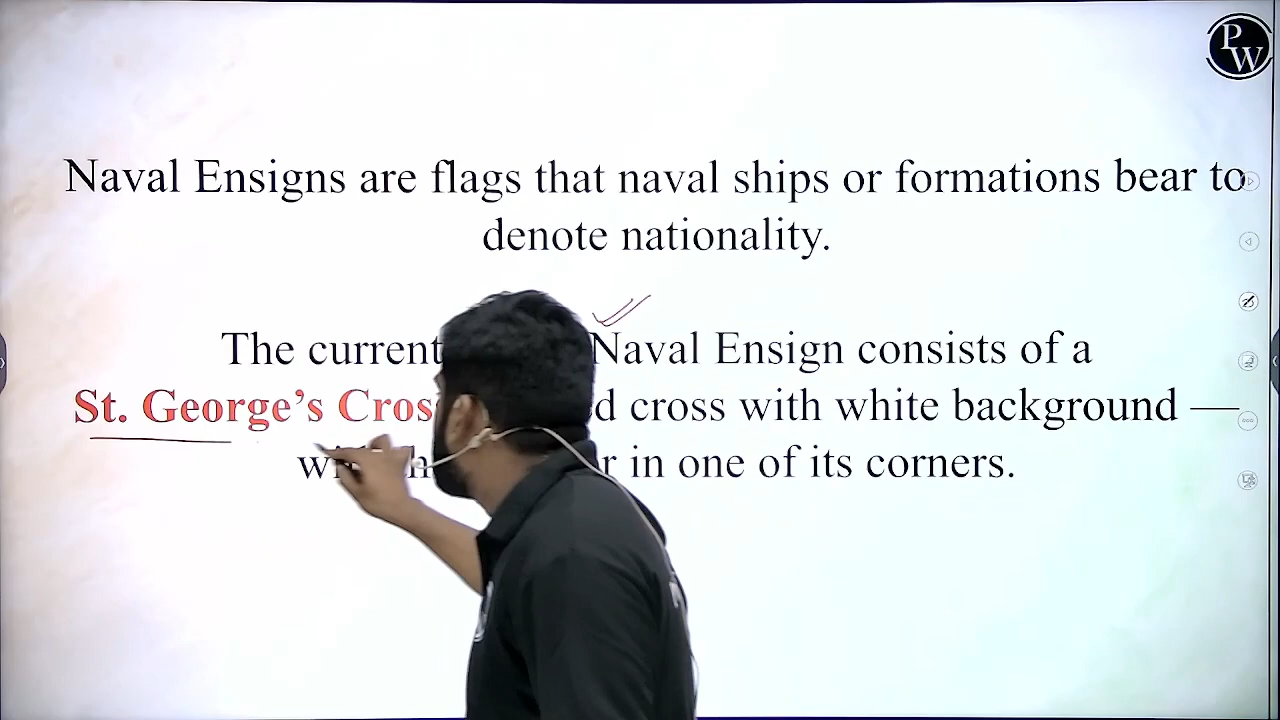 PW
Naval Ensigns are flags that naval ships or formations bear to
denote nationality.
The current Naval Ensign consists of a
St. George's cross with white background —
in one of its corners.